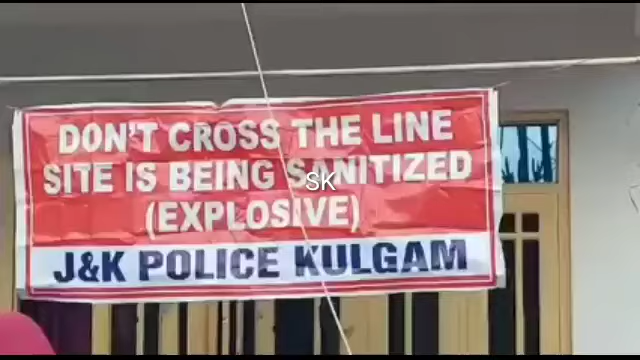 DON'T CROSS THE LINE
SITE IS BEING SANITIZED
SK
(EXPLOSIVE)
J&K POLICE KULGAM